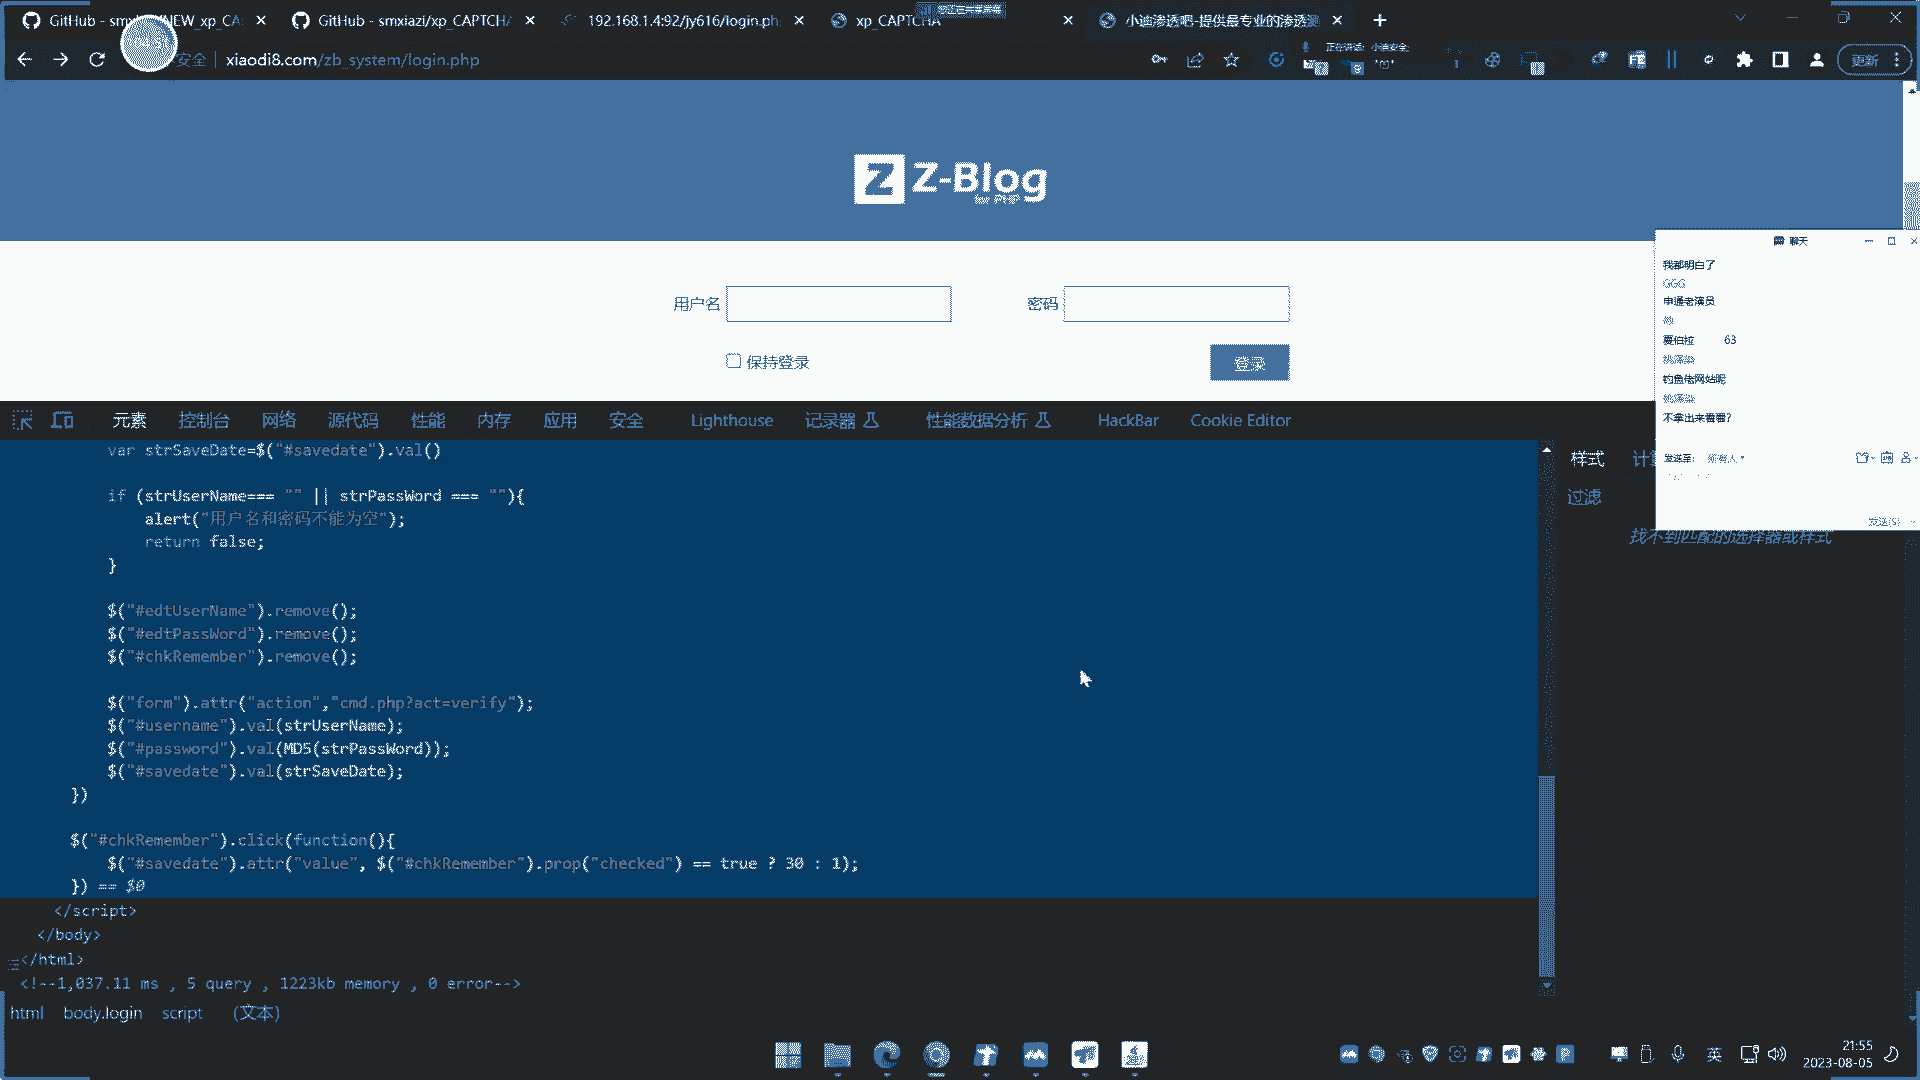 GitHub - smx
NEW_xp_CA
GitHub - smxiazi/xp_CAPTCHA
192.168.1.4:92/jy616/login.ph
xp_CAPTCHA
小迪渗透吧-提供最专业的渗透
安全
xiaodi8.com/zb_system/login.php
正在讲话: 小迪安全;
更新
Z-Blog
for PHP
用户名
密码
保持登录
登录
聊天
我都明白了
GGG
申通老演员
夏伯拉 63
钓鱼佬网站呢
不拿出来看看?
发送至: 所有人
发送(S)
元素 控制台 网络 源代码 性能 内存 应用 安全 Lighthouse 记录器 性能数据分析 HackBar Cookie Editor
样式
过滤
找不到匹配的选择器或样式
var strSaveDate=$("#savedate").val()
if (strUserName=== "" || strPassWord === ""){
alert("用户名和密码不能为空");
return false;
}
$("#edtUserName").remove();
$("#edtPassWord").remove();
$("#chkRemember").remove();
$("form").attr("action","cmd.php?act=verify");
$("#username").val(strUserName);
$("#password").val(MD5(strPassWord));
$("#savedate").val(strSaveDate);
})
$("#chkRemember").click(function(){
$("#savedate").attr("value", $("#chkRemember").prop("checked") == true ? 30 : 1);
}) == $0
</script>
</body>
</html>
<!--1,037.11 ms , 5 query , 1223kb memory , 0 error-->
html body.login script (文本)
英
21:55
2023-08-05